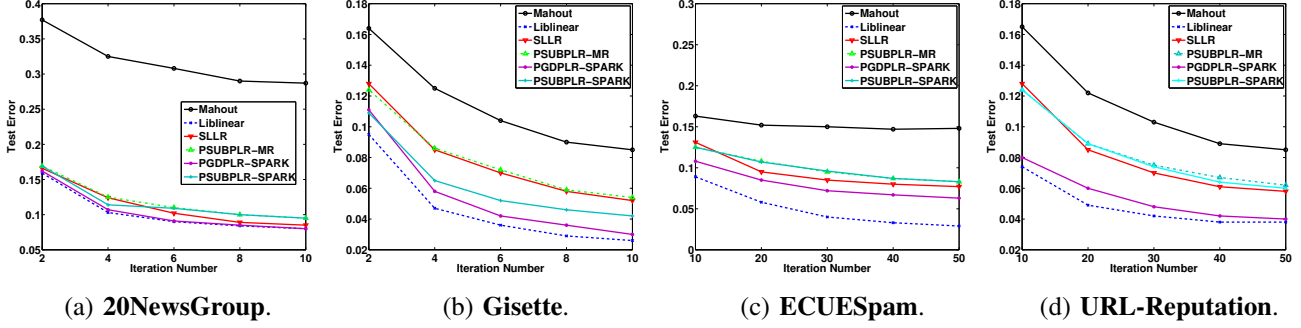 0.4
0.35
0.3
0.25
0.2
0.15
0.1
0.05
Test Error
2
4
6
8
10
Iteration Number
Mahout
Liblinear
SLLR
PSUBPLR-MR
PGDPLR-SPARK
PSUBPLR-SPARK
(a) 20NewsGroup.
0.18
0.16
0.14
0.12
0.1
0.08
0.06
0.04
0.02
Test Error
2
4
6
8
10
Iteration Number
Mahout
Liblinear
SLLR
PSUBPLR-MR
PGDPLR-SPARK
PSUBPLR-SPARK
(b) Gisette.
0.3
0.25
0.2
0.15
0.1
0.05
0
Test Error
10
20
30
40
50
Iteration Number
Mahout
Liblinear
SLLR
PSUBPLR-MR
PGDPLR-SPARK
PSUBPLR-SPARK
(c) ECUESpam.
0.18
0.16
0.14
0.12
0.1
0.08
0.06
0.04
0.02
Test Error
10
20
30
40
50
Iteration Number
Mahout
Liblinear
SLLR
PSUBPLR-MR
PGDPLR-SPARK
PSUBPLR-SPARK
(d) URL-Reputation.